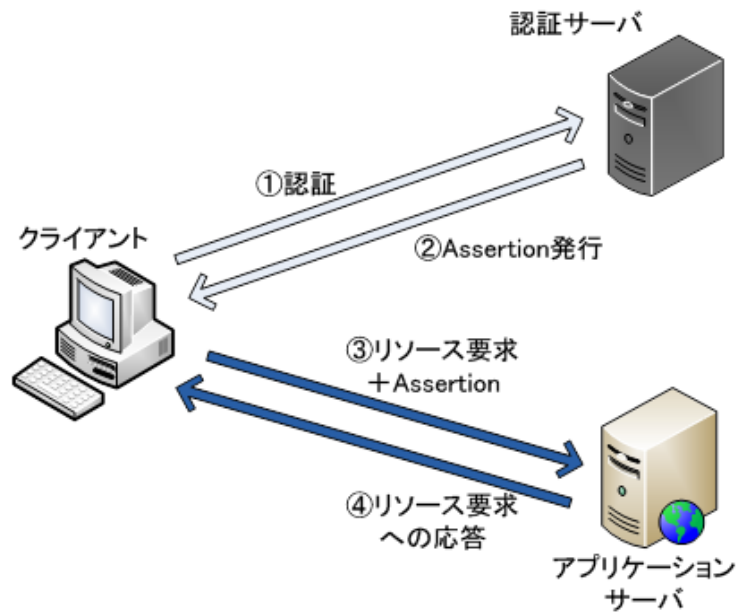 認証サーバ
①認証
②Assertion発行
クライアント
③リソース要求
＋Assertion
④リソース要求
への応答
アプリケーション
サーバ